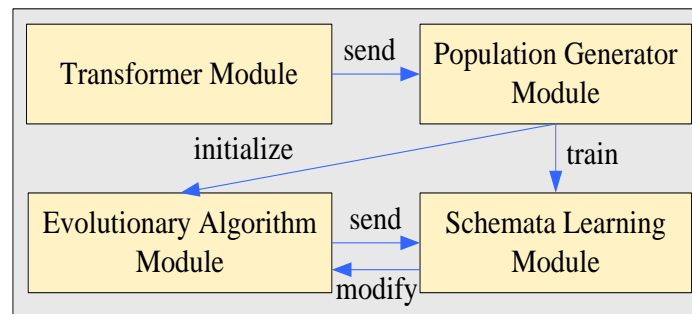 send
Transformer Module
Population Generator
Module
initialize
train
Evolutionary Algorithm
Module
send
Schemata Learning
Module
modify